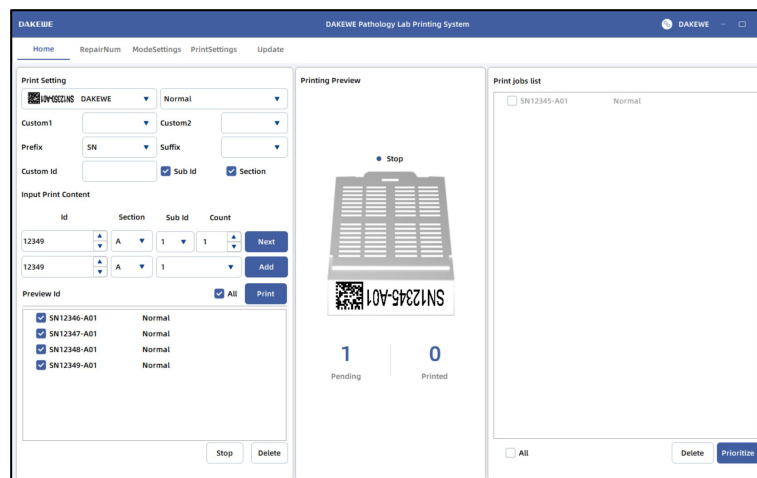 DAKEWE
DAKEWE Pathology Lab Printing System
DAKEWE
Home RepairNum ModeSettings PrintSettings Update
Print Setting
SN12350-A01 DAKEWE Normal
Custom1 Custom2
Prefix SN Suffix
Custom Id Sub Id Section
Input Print Content
Id Section Sub Id Count
12349 A 1 1 Next
12349 A 1 Add
Preview Id All Print
SN12346-A01 Normal
SN12347-A01 Normal
SN12348-A01 Normal
SN12349-A01 Normal
Stop Delete
Printing Preview
Stop
SN12345-A01
1 0
Pending Printed
Print jobs list
SN12345-A01 Normal
All Delete Prioritize